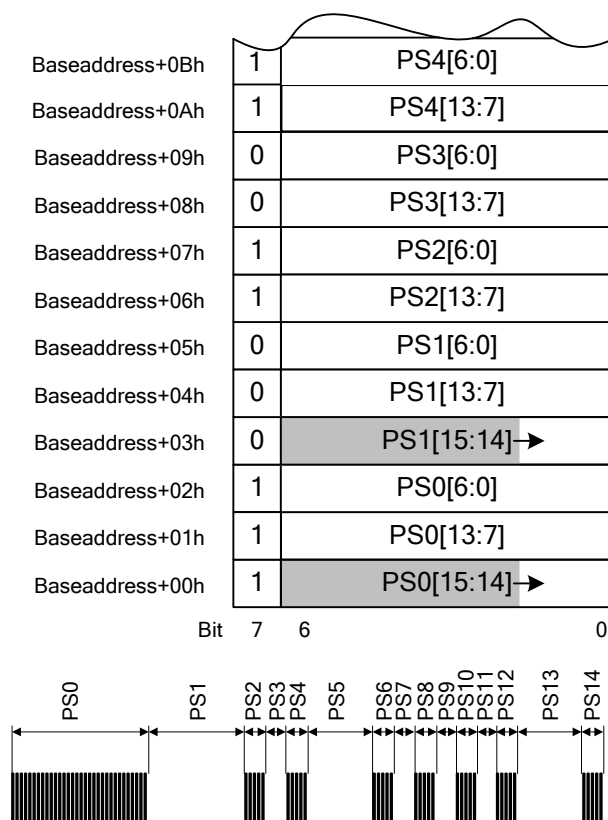 Baseaddress+0Bh 1 PS4[6:0]
Baseaddress+0Ah 1 PS4[13:7]
Baseaddress+09h 0 PS3[6:0]
Baseaddress+08h 0 PS3[13:7]
Baseaddress+07h 1 PS2[6:0]
Baseaddress+06h 1 PS2[13:7]
Baseaddress+05h 0 PS1[6:0]
Baseaddress+04h 0 PS1[13:7]
Baseaddress+03h 0 PS1[15:14]
Baseaddress+02h 1 PS0[6:0]
Baseaddress+01h 1 PS0[13:7]
Baseaddress+00h 1 PS0[15:14]
Bit 7 6 0
PS0 PS1 PS2 PS3 PS4 PS5 PS6 PS7 PS8 PS9 PS10 PS11 PS12 PS13 PS14